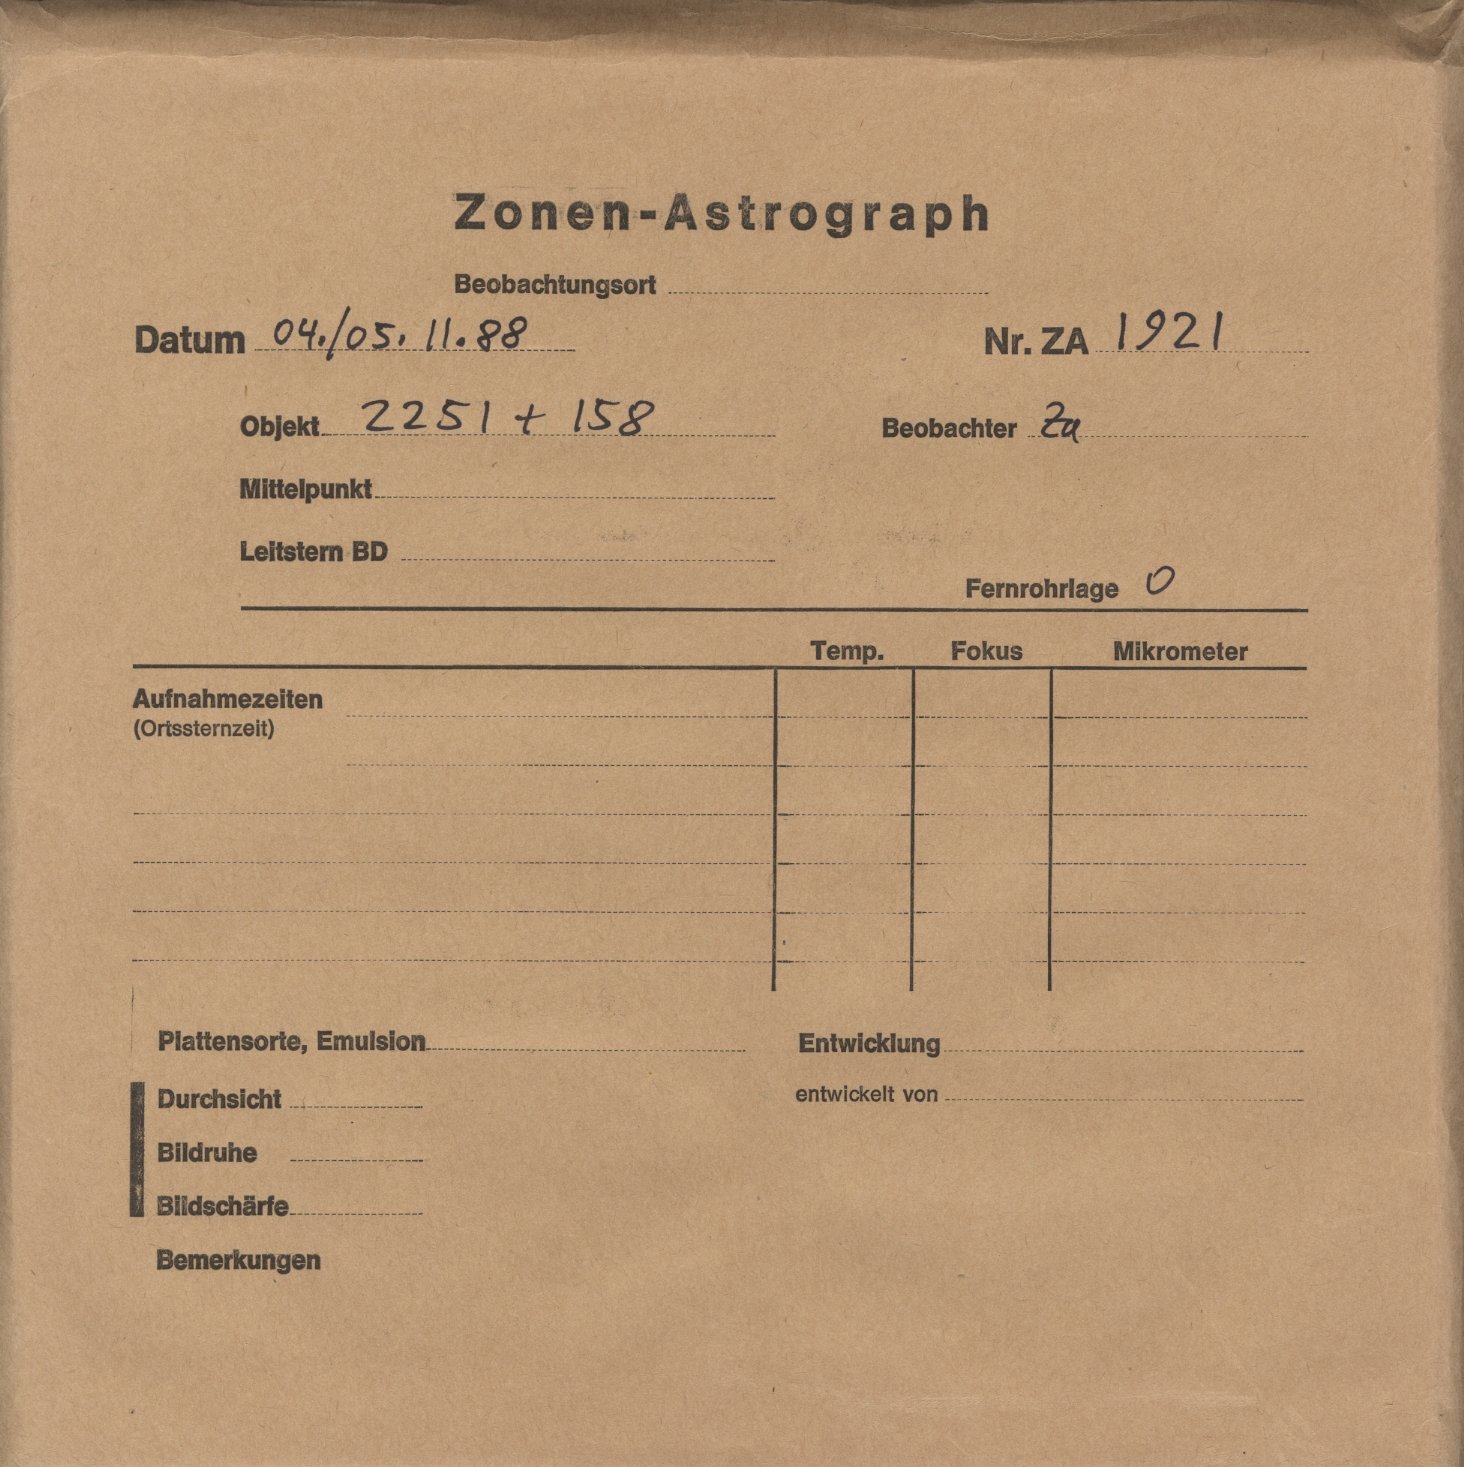 Zonen-Astrograph
Beobachtungsort
Datum 04./05. 11.88 Nr. ZA 1921
Objekt 2251 + 158 Beobachter Za
Mittelpunkt
Leitstern BD
Fernrohrlage O
Temp. Fokus Mikrometer
Aufnahmezeiten
(Ortssternzeit)
Plattensorte, Emulsion Entwicklung
Durchsicht entwickelt von
Bildruhe
Bildschärfe
Bemerkungen